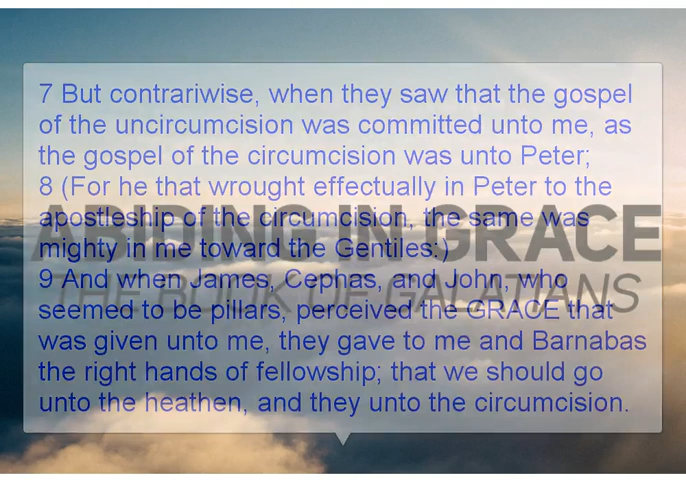 7 But contrariwise, when they saw that the gospel
of the uncircumcision was committed unto me, as
the gospel of the circumcision was unto Peter;
8 (For he that wrought effectually in Peter to the
apostleship of the circumcision, the same was
mighty in me toward the Gentiles:)
9 And when James, Cephas, and John, who
seemed to be pillars, perceived the GRACE that
was given unto me, they gave to me and Barnabas
the right hands of fellowship; that we should go
unto the heathen, and they unto the circumcision.
ABIDING IN GRACE
THE BOOK OF GALATIANS